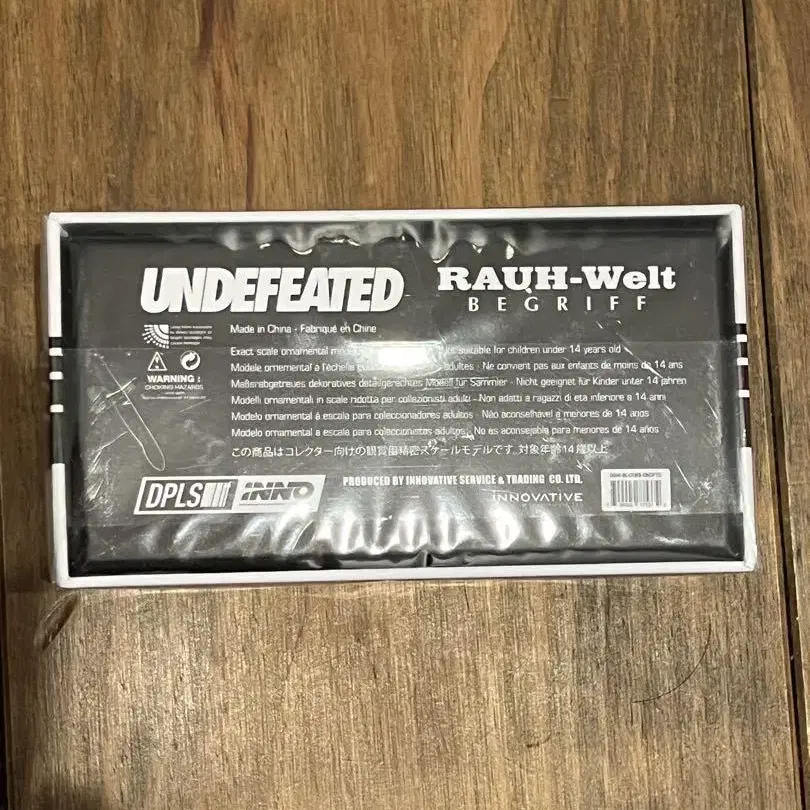 UNDEFEATED
RAUH-Welt
BEGRIFF
Made in China - Fabriqué en Chine
Exact scale ornamental suitable for children under 14 years old
Modele ornemental à l'échelle adultes - Ne convient pas aux enfants de moins de 14 ans
Maßsrabgetreues dekoratives detailgerechtes Modell für Sammler - Nicht geeignet für Kinder unter 14 jahren
Modelli ornamentali in scale ridotta per collezionisti adulti - Non adatti a ragazzi di eta inferiore a 14 anni
Modelo ornamental á escala para coleccionadores adultos - Não aconselhavel a menores de 14 anos
Modelo ornamental a escala para coleccionistas adultos - No es aconsejable para menores de 14 años
この商品はコレクター向けの観賞用精密スケールモデルです。対象年齢14歳以上
WARNING :
CHOKING HAZARDS
DPLS
INNO
PRODUCED BY INNOVATIVE SERVICE & TRADING CO. LTD.
INNOVATIVE